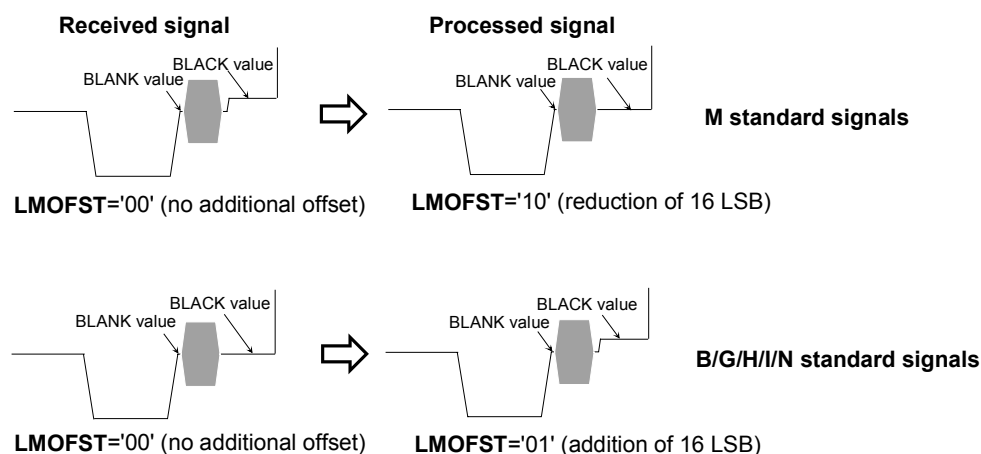 Received signal
Processed signal
BLACK value
BLANK value
BLACK value
BLANK value
M standard signals
LMOFST='00' (no additional offset)
LMOFST='10' (reduction of 16 LSB)
BLACK value
BLANK value
BLACK value
BLANK value
B/G/H/I/N standard signals
LMOFST='00' (no additional offset)
LMOFST='01' (addition of 16 LSB)